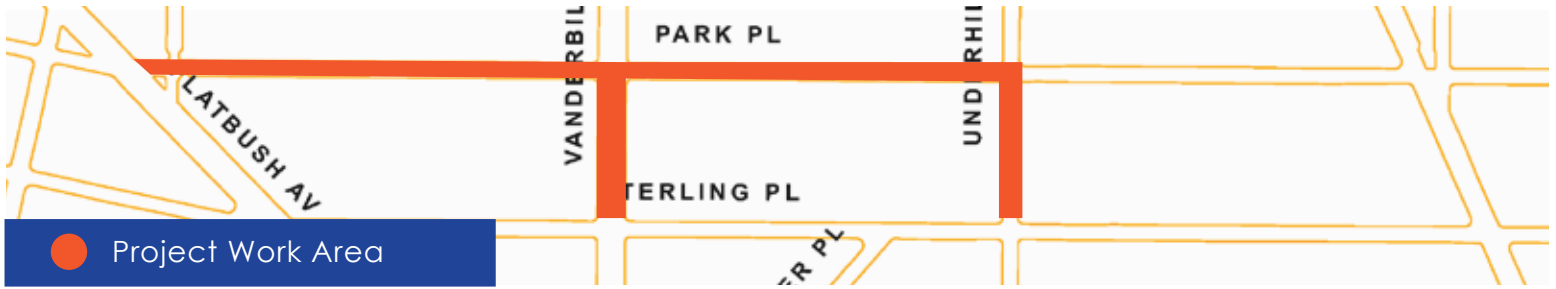 PARK PL
VANDERBIL
UNDERHIL
LATBUSH AV
TERLING PL
ER PL
Project Work Area